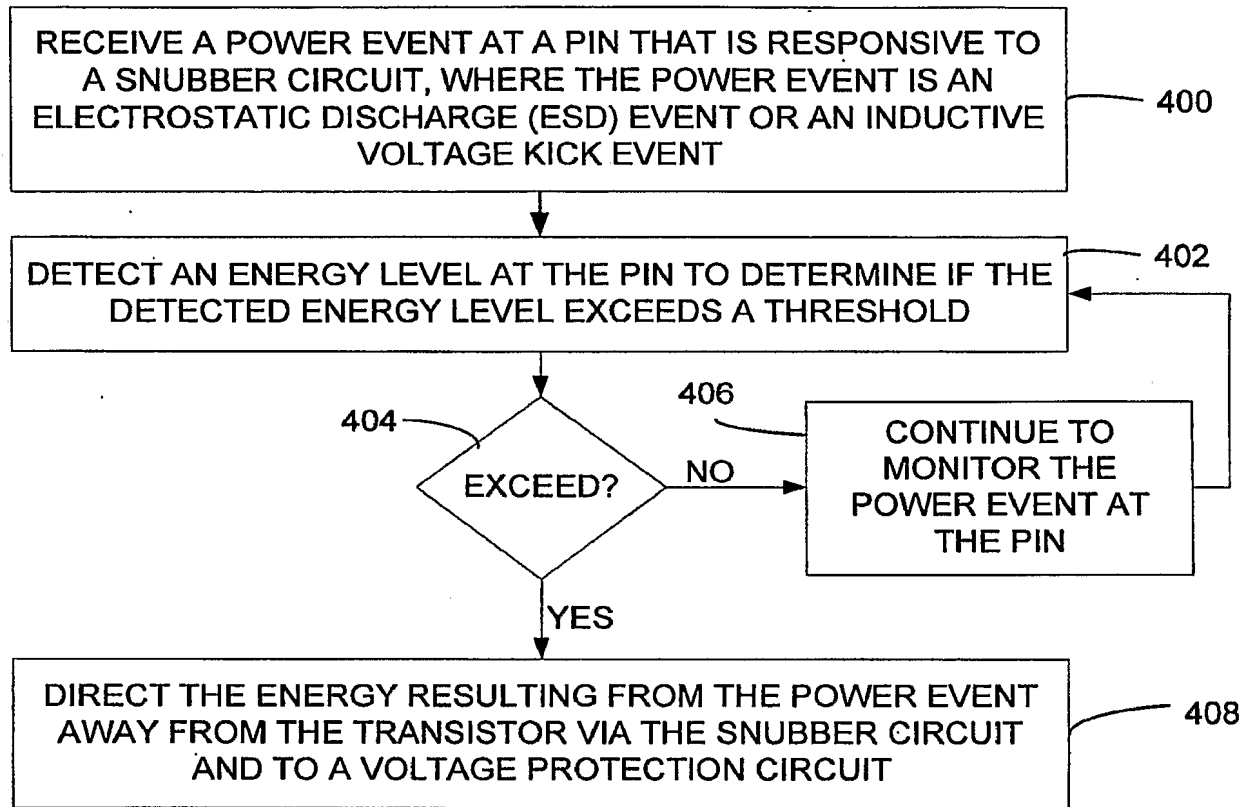 RECEIVE A POWER EVENT AT A PIN THAT IS RESPONSIVE TO
A SNUBBER CIRCUIT, WHERE THE POWER EVENT IS AN
ELECTROSTATIC DISCHARGE (ESD) EVENT OR AN INDUCTIVE
VOLTAGE KICK EVENT
400
DETECT AN ENERGY LEVEL AT THE PIN TO DETERMINE IF THE
DETECTED ENERGY LEVEL EXCEEDS A THRESHOLD
402
404
EXCEED?
NO
406
CONTINUE TO
MONITOR THE
POWER EVENT AT
THE PIN
YES
DIRECT THE ENERGY RESULTING FROM THE POWER EVENT
AWAY FROM THE TRANSISTOR VIA THE SNUBBER CIRCUIT
AND TO A VOLTAGE PROTECTION CIRCUIT
408